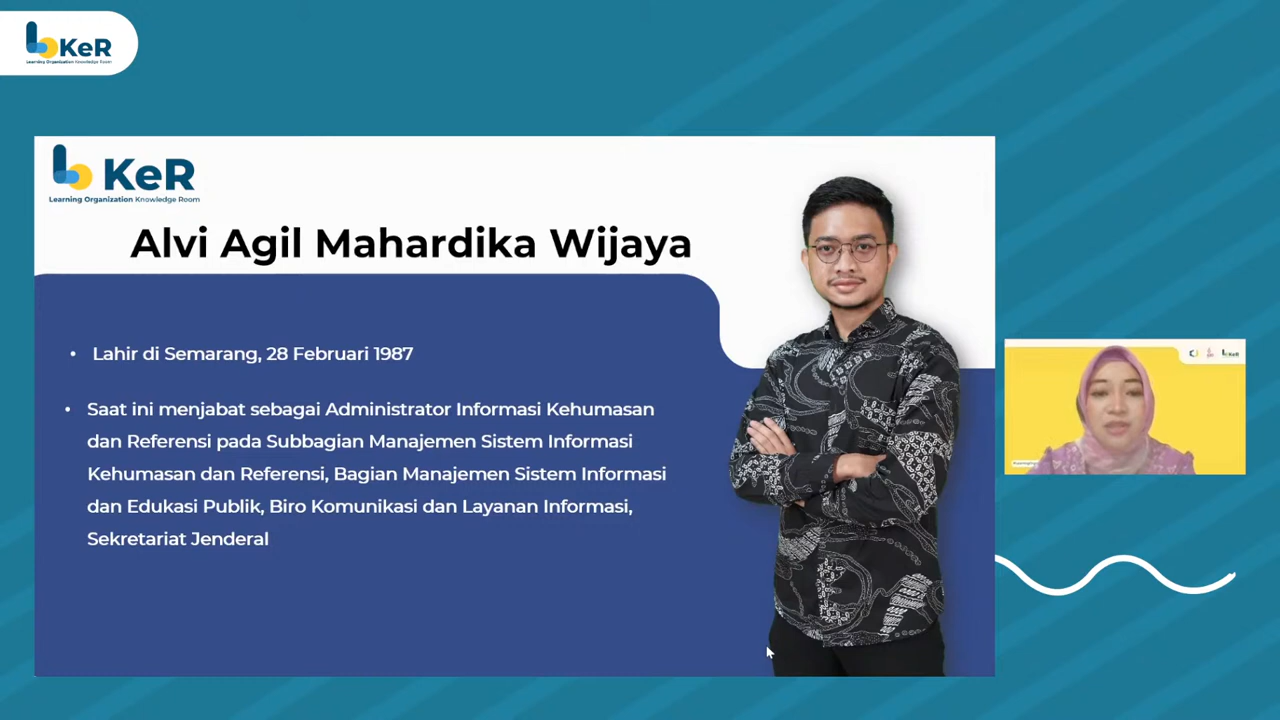 KeR
Learning Organization Knowledge Room
KeR
Learning Organization Knowledge Room
Alvi Agil Mahardika Wijaya
• Lahir di Semarang, 28 Februari 1987
• Saat ini menjabat sebagai Administrator Informasi Kehumasan
dan Referensi pada Subbagian Manajemen Sistem Informasi
Kehumasan dan Referensi, Bagian Manajemen Sistem Informasi
dan Edukasi Publik, Biro Komunikasi dan Layanan Informasi,
Sekretariat Jenderal
KeR